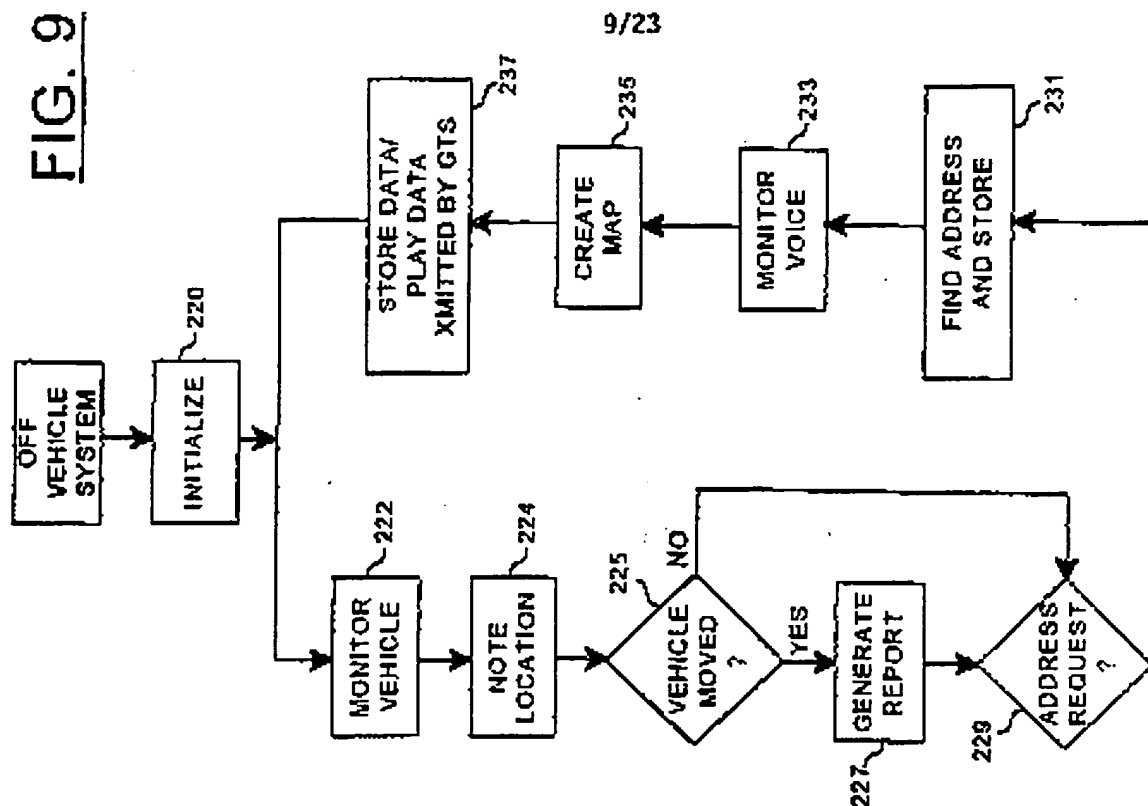 FIG. 9
9/23
OFF
VEHICLE
SYSTEM
220
INITIALIZE
222
MONITOR
VEHICLE
224
NOTE
LOCATION
225
VEHICLE
MOVED
?
NO
YES
GENERATE
REPORT
227
ADDRESS
REQUEST
?
229
237
STORE DATA/
PLAY DATA
XMITTED BY GTS
235
CREATE
MAP
233
MONITOR
VOICE
231
FIND ADDRESS
AND STORE